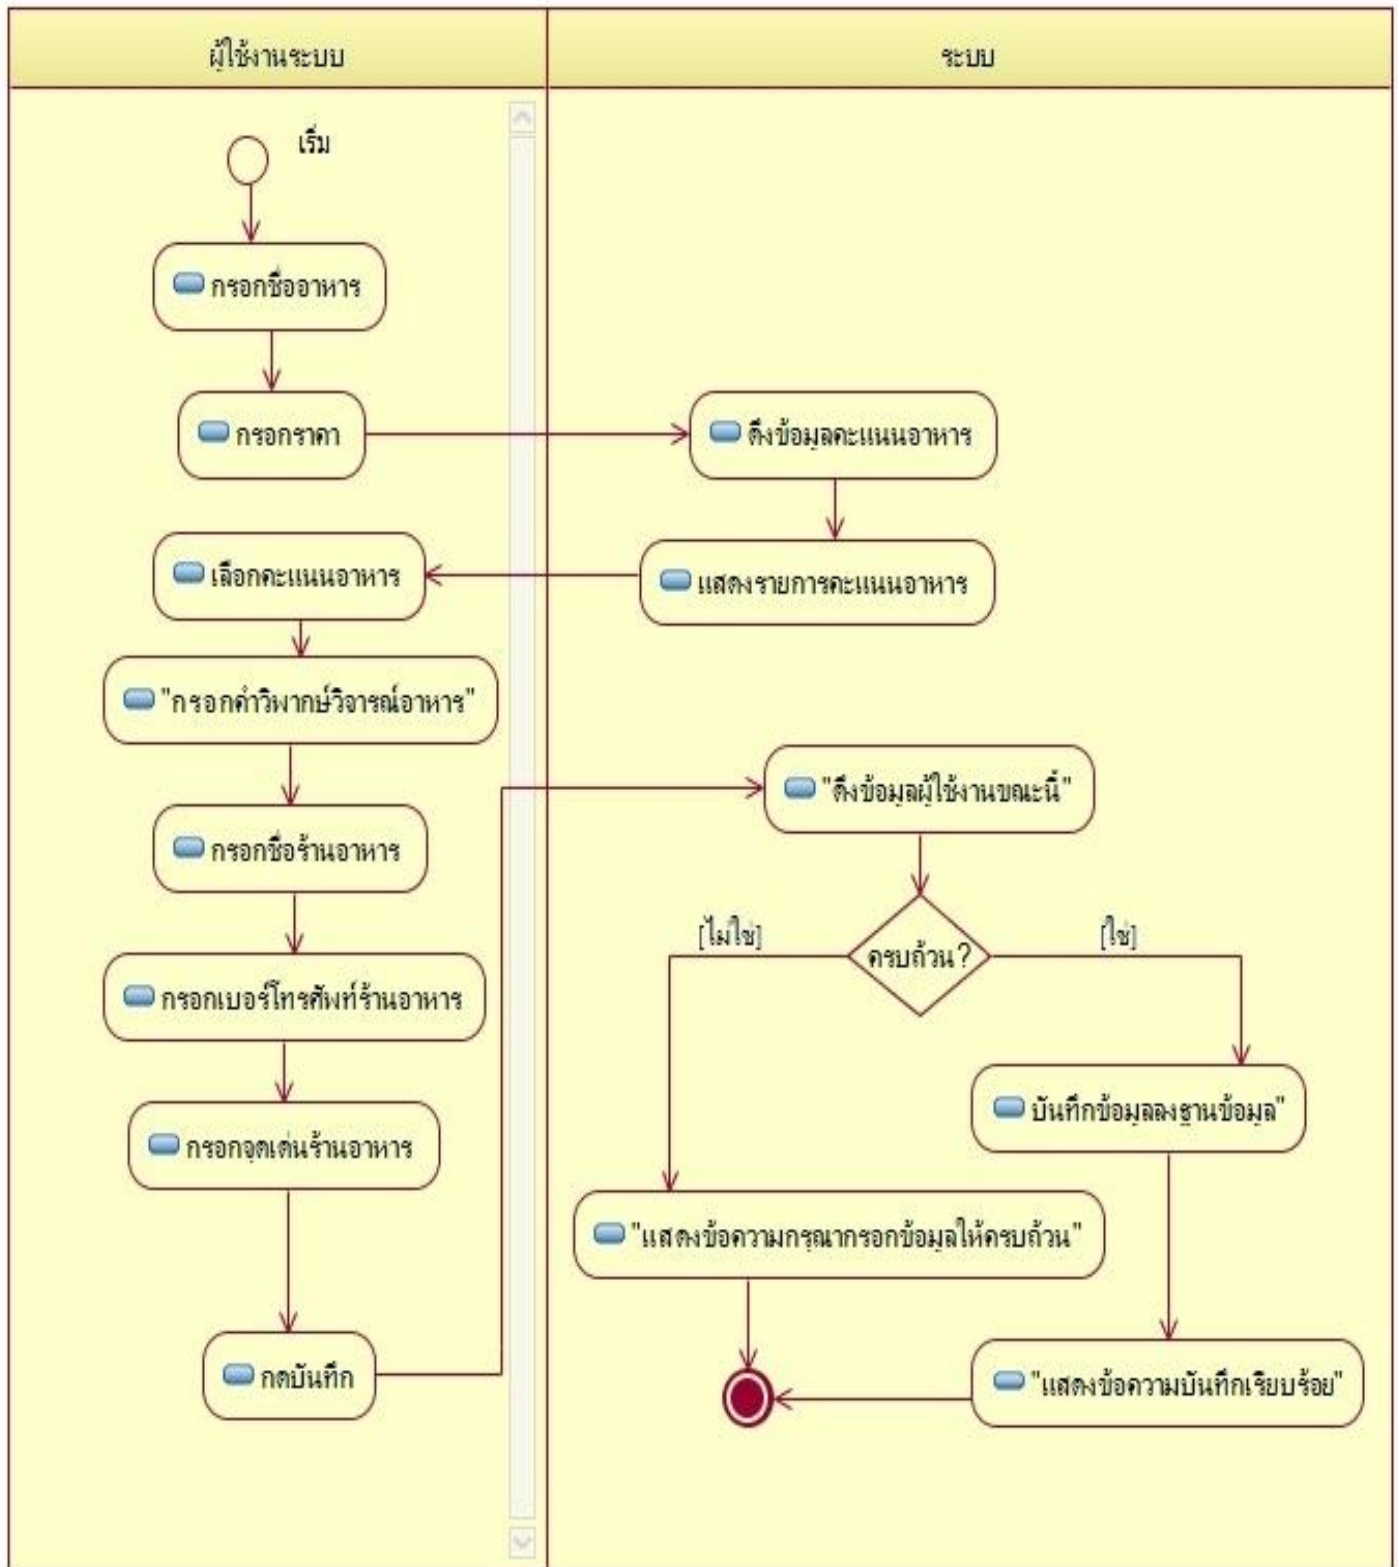 ผู้ใช้งานระบบ
ระบบ
เริ่ม
กรอกชื่ออาหาร
กรอกราคา
ดึงข้อมูลคะแนนอาหาร
แสดงรายการคะแนนอาหาร
เลือกคะแนนอาหาร
"กรอกคำวิพากษ์วิจารณ์อาหาร"
กรอกชื่อร้านอาหาร
กรอกเบอร์โทรศัพท์ร้านอาหาร
กรอกจุดเด่นร้านอาหาร
กดบันทึก
"ดึงข้อมูลผู้ใช้งานขณะนี้"
ครบถ้วน?
[ไม่ใช่]
[ใช่]
"แสดงข้อความกรุณากรอกข้อมูลให้ครบถ้วน"
บันทึกข้อมูลลงฐานข้อมูล"
"แสดงข้อความบันทึกเรียบร้อย"